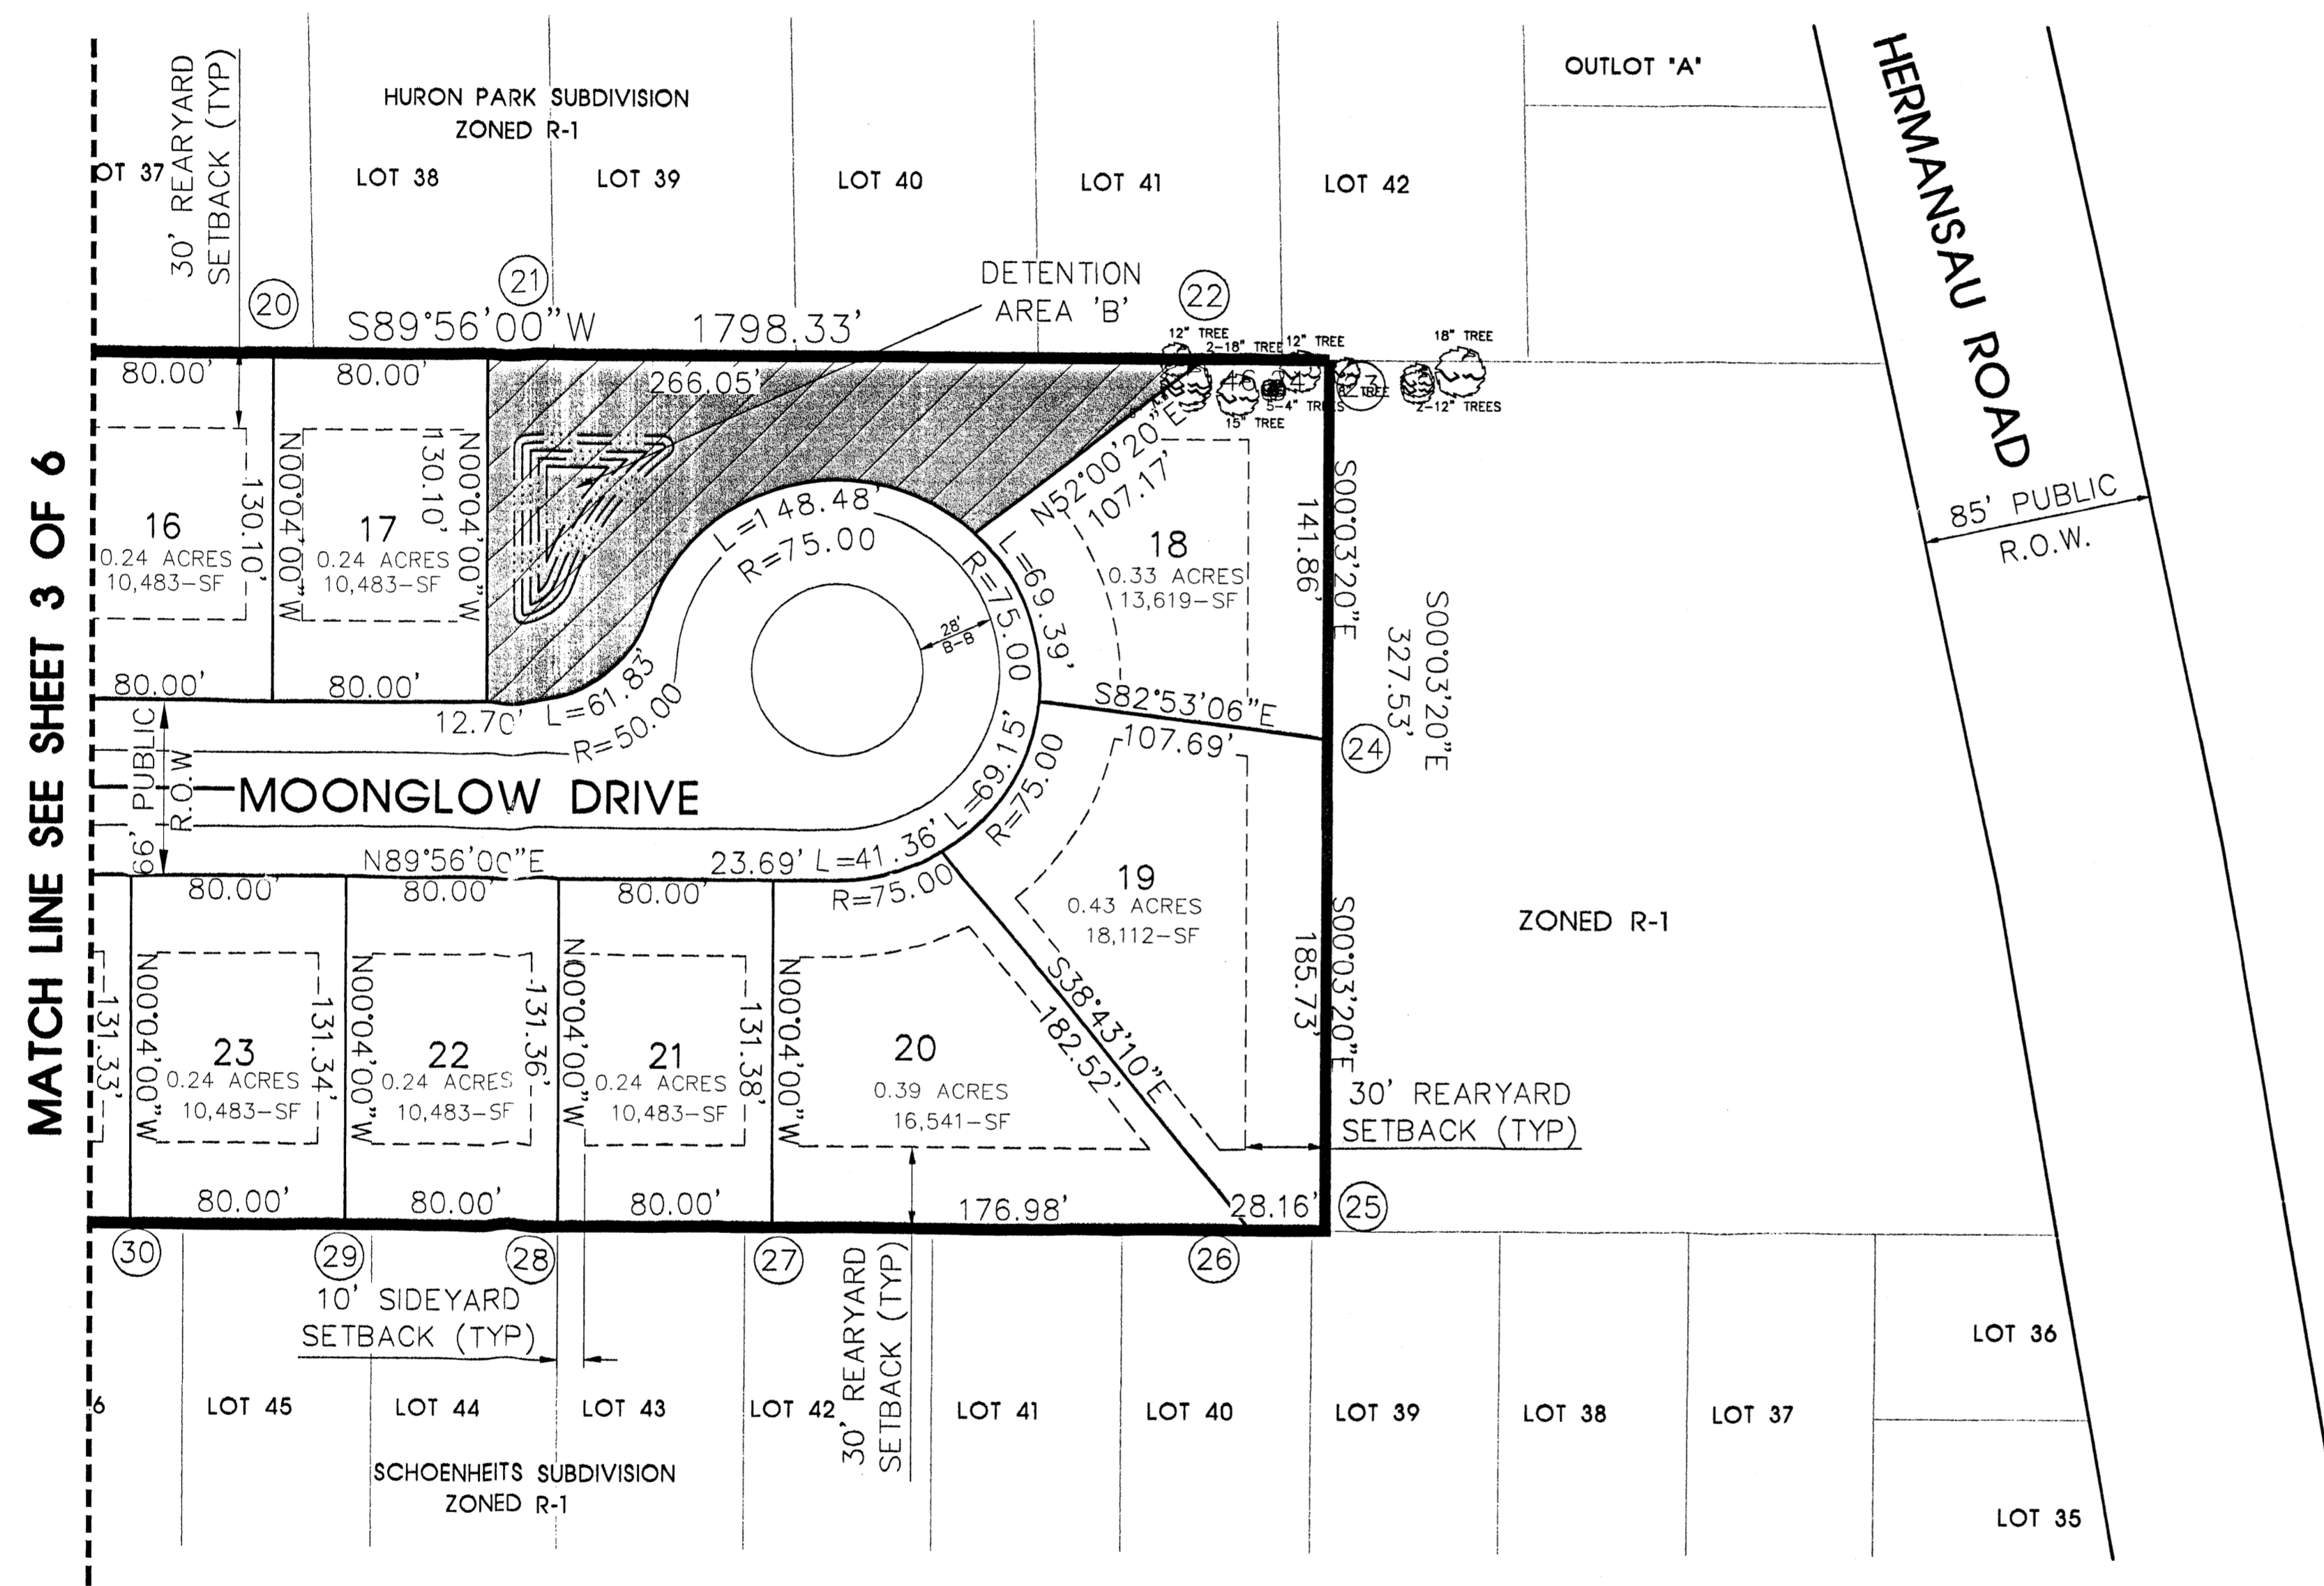 OUTLOT "A"
HERMANSAU ROAD
HURON PARK SUBDIVISION
ZONED R-1
30' REARYARD
SETBACK (TYP)
OT 37
LOT 38
LOT 39
LOT 40
LOT 41
LOT 42
DETENTION
AREA 'B'
20
21
22
S89°56'00"W 1798.33'
12" TREE
2-18" TREE
12" TREE
18" TREE
5-4" TREES
15" TREE
2-12" TREES
80.00'
80.00'
266.05'
MATCH LINE SEE SHEET 3 OF 6
16
0.24 ACRES
10,483-SF
130.10'
N00°04'00"W
17
0.24 ACRES
10,483-SF
130.10'
N00°04'00"W
80.00'
80.00'
12.70'
L=61.83'
R=50.00
L=148.48'
R=75.00
28'
B-B
L=69.39'
R=75.00
N52°00'20"E
107.17'
18
0.33 ACRES
13,619-SF
141.86'
S00°03'20"E
S00°03'20"E
327.53'
85' PUBLIC
R.O.W.
S82°53'06"E
107.69'
24
66' PUBLIC
R.O.W
MOONGLOW DRIVE
N89°56'00"E
23.69'
L=41.36'
R=75.00
L=69.15'
R=75.00
19
0.43 ACRES
18,112-SF
185.73'
S00°03'20"E
ZONED R-1
S38°43'10"E
182.52'
80.00'
80.00'
80.00'
131.33'
N00°04'00"W
23
0.24 ACRES
10,483-SF
131.34'
N00°04'00"W
22
0.24 ACRES
10,483-SF
131.36'
N00°04'00"W
21
0.24 ACRES
10,483-SF
131.38'
N00°04'00"W
20
0.39 ACRES
16,541-SF
30' REARYARD
SETBACK (TYP)
80.00'
80.00'
80.00'
176.98'
28.16'
25
30
29
28
27
26
10' SIDEYARD
SETBACK (TYP)
30' REARYARD
SETBACK (TYP)
6
LOT 45
LOT 44
LOT 43
LOT 42
LOT 41
LOT 40
LOT 39
LOT 38
LOT 37
LOT 36
LOT 35
SCHOENHEITS SUBDIVISION
ZONED R-1